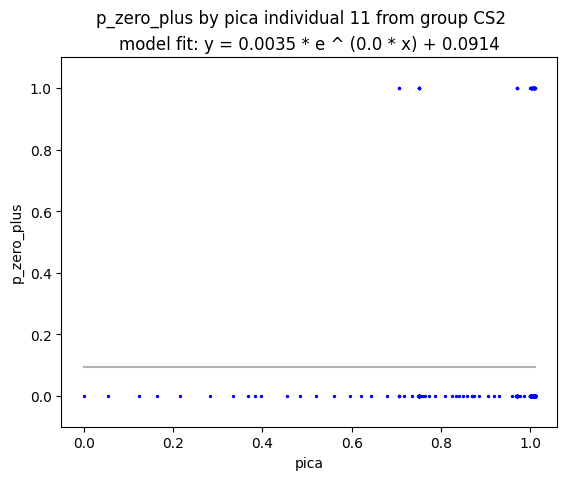 p_zero_plus by pica individual 11 from group CS2
model fit: y = 0.0035 * e ^ (0.0 * x) + 0.0914
1.0
0.8
0.6
0.4
0.2
0.0
p_zero_plus
0.0 0.2 0.4 0.6 0.8 1.0
pica